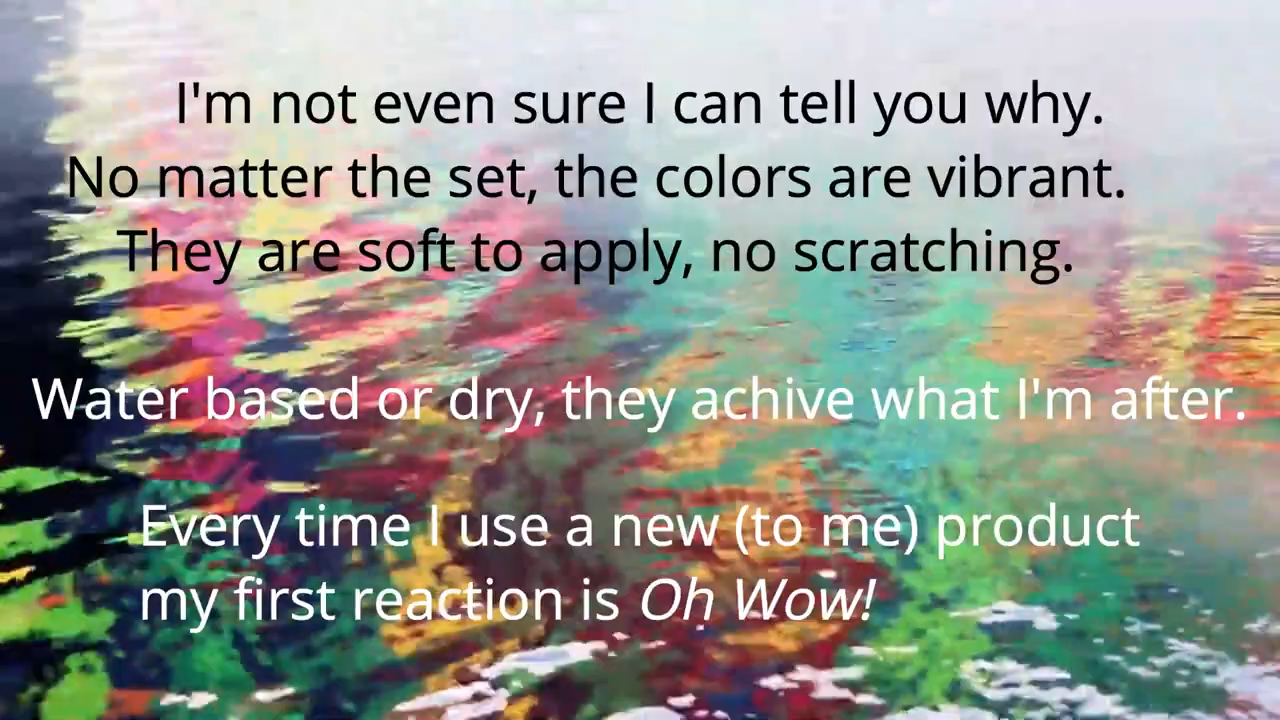 I'm not even sure I can tell you why.
No matter the set, the colors are vibrant.
They are soft to apply, no scratching.
Water based or dry, they achive what I'm after.
Every time I use a new (to me) product
my first reaction is Oh Wow!